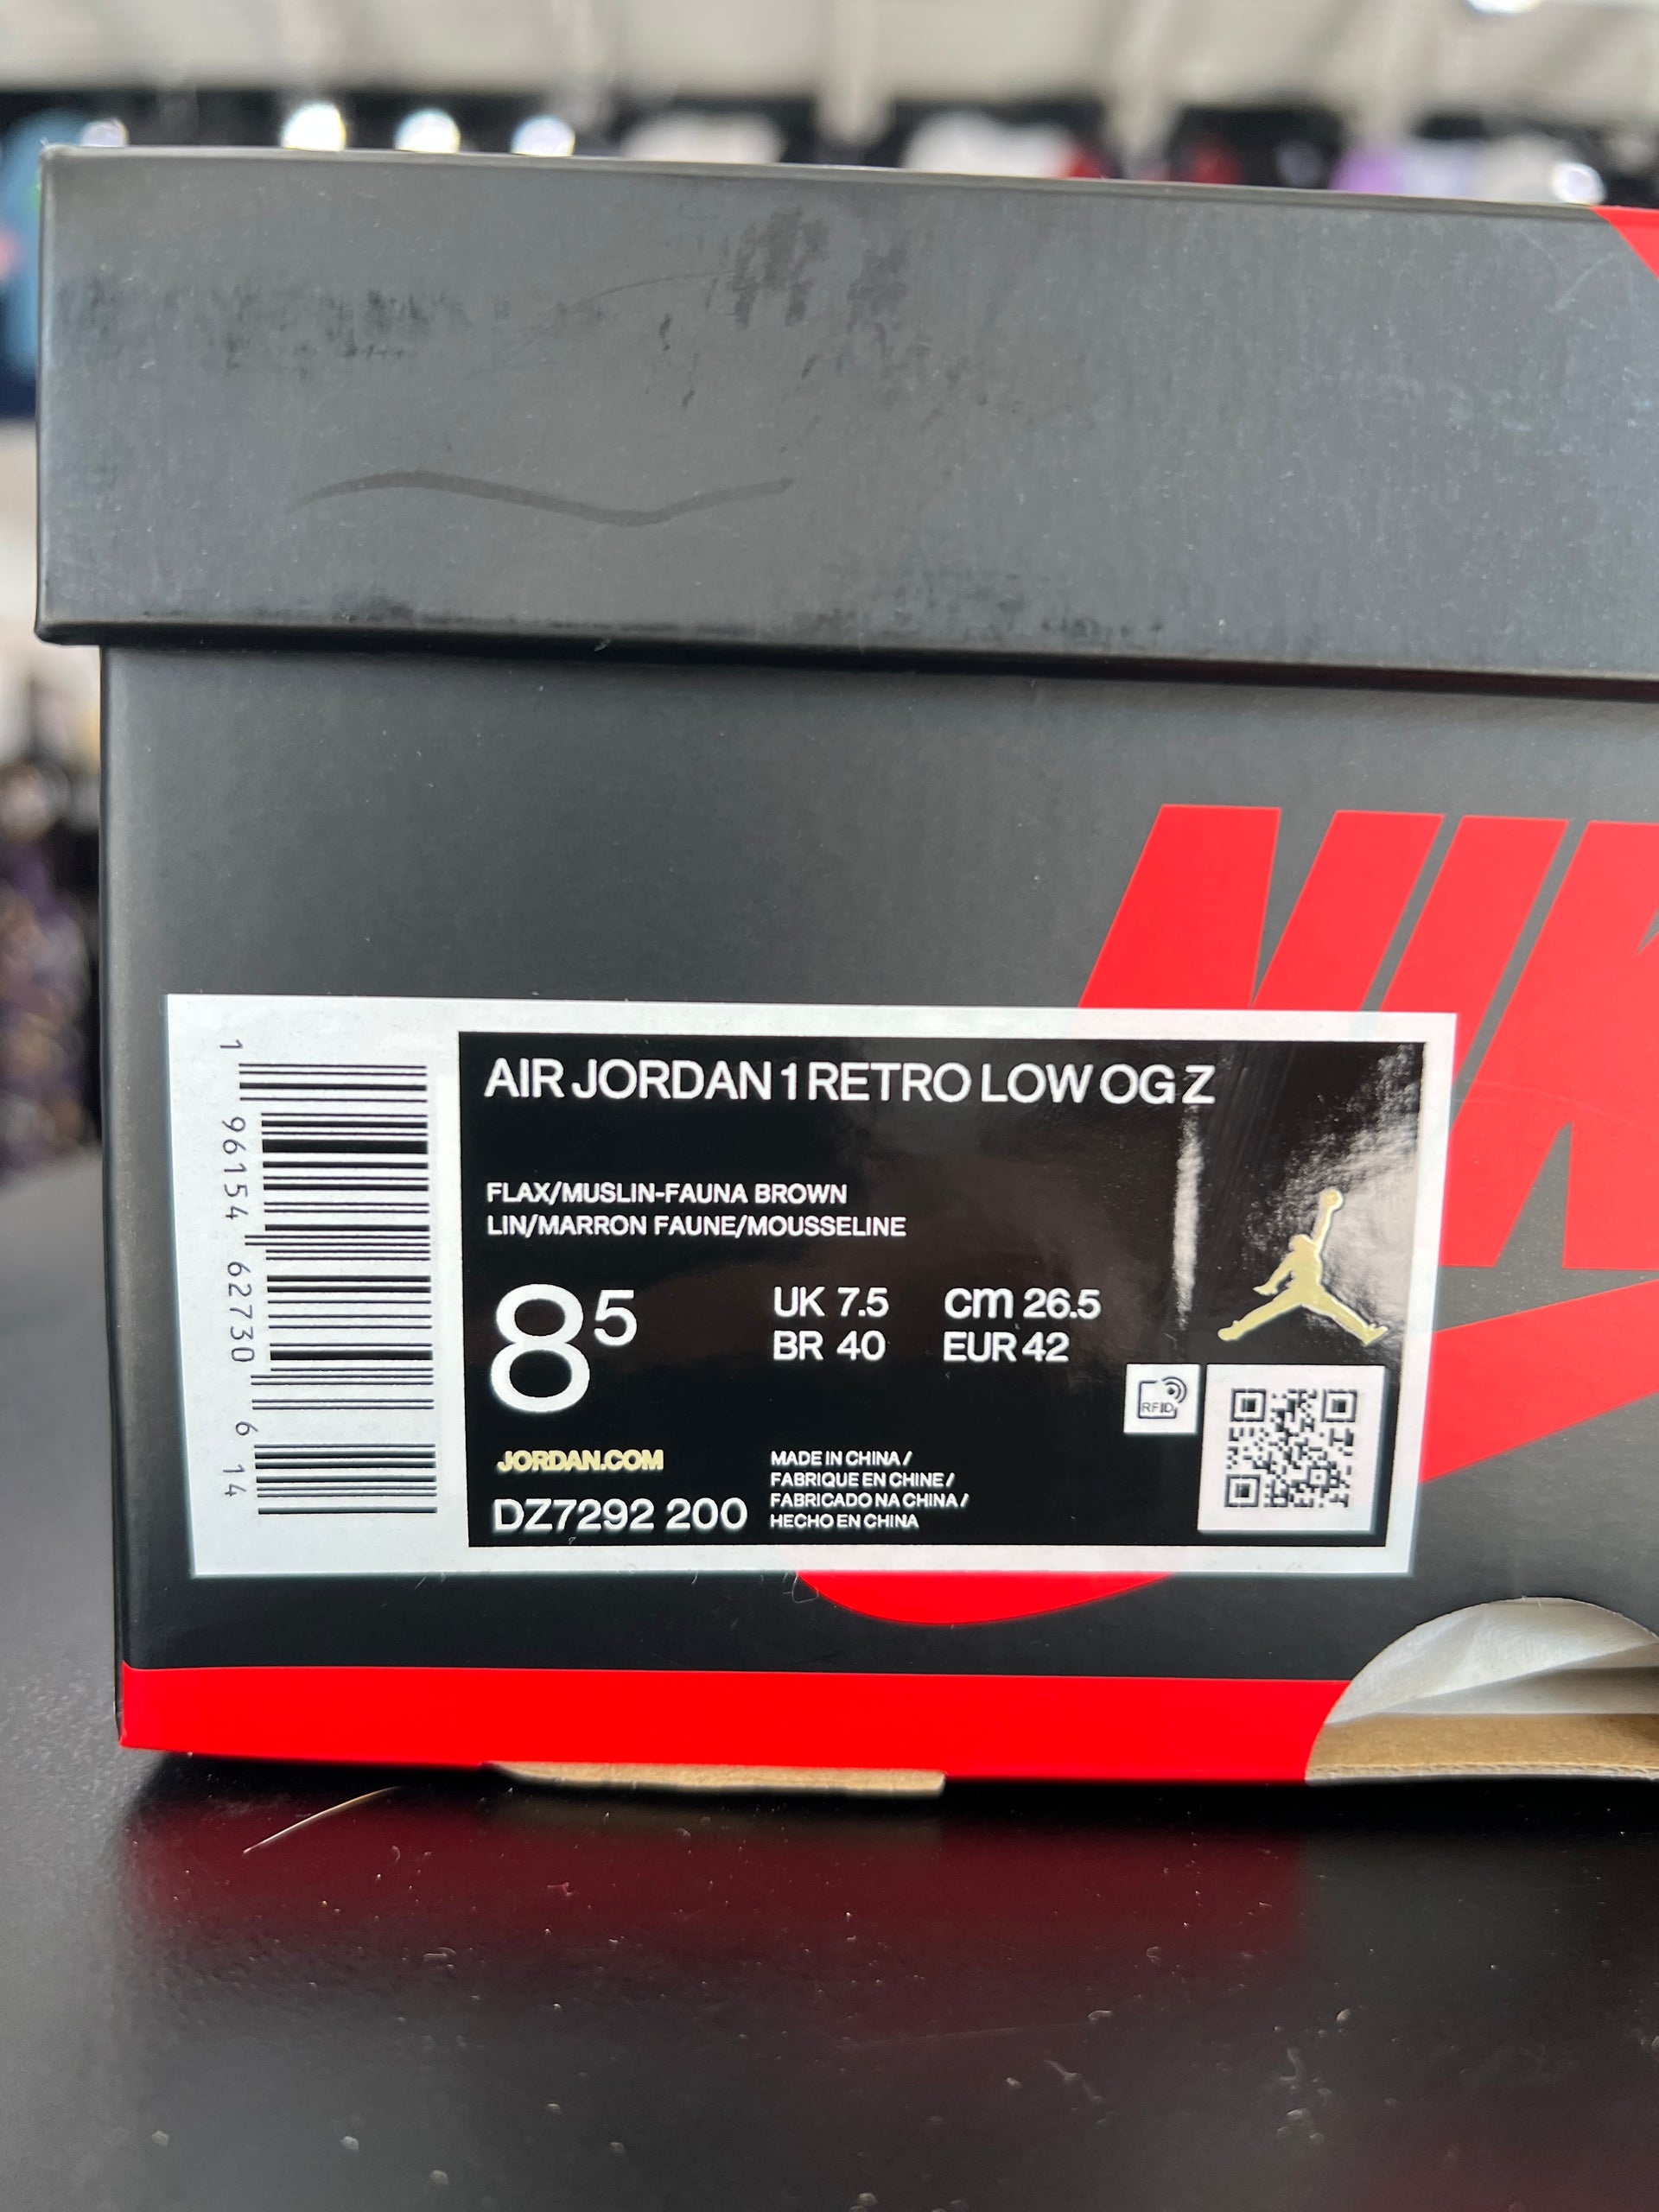 NIK
AIR JORDAN 1 RETRO LOW OG Z
FLAX/MUSLIN-FAUNA BROWN
LIN/MARRON FAUNE/MOUSSELINE
8⁵
UK 7.5 cm 26.5
BR 40 EUR 42
RFID
JORDAN.COM
DZ7292 200
MADE IN CHINA /
FABRIQUE EN CHINE /
FABRICADO NA CHINA /
HECHO EN CHINA
1 96154 62730 6 14